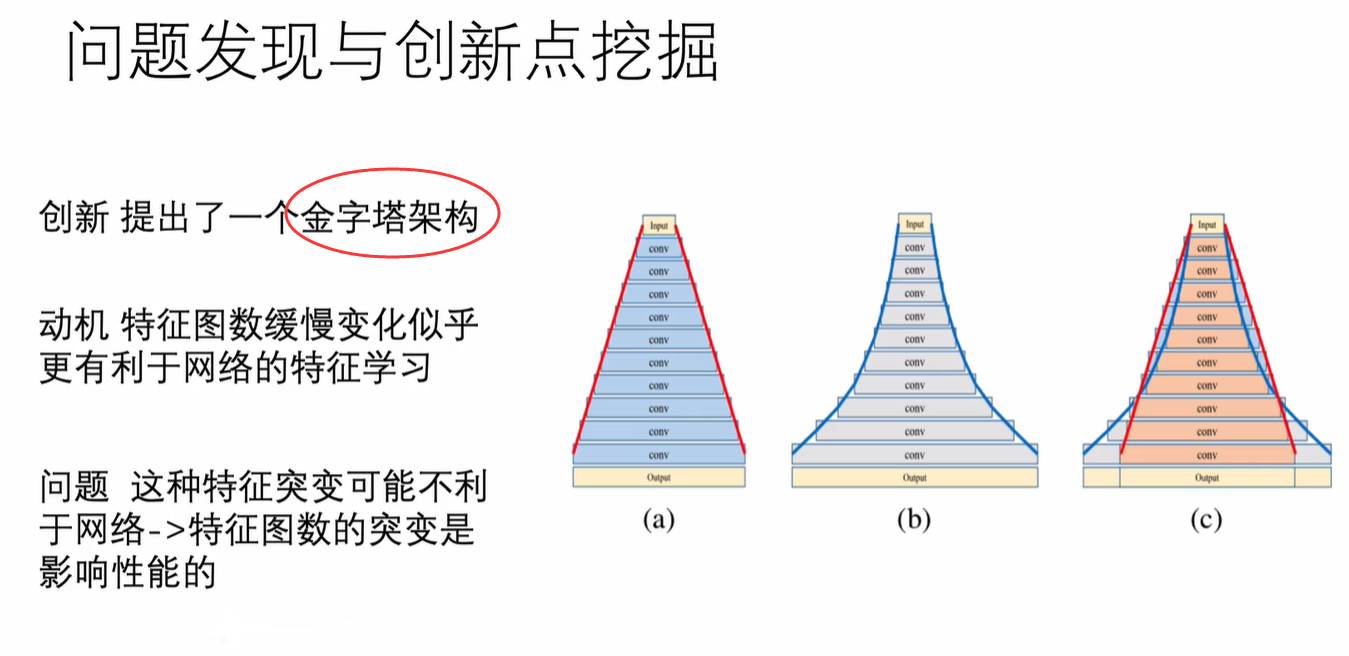 问题发现与创新点挖掘
创新 提出了一个金字塔架构
动机 特征图数缓慢变化似乎
更有利于网络的特征学习
问题 这种特征突变可能不利
于网络->特征图数的突变是
影响性能的
Input
conv
conv
conv
conv
conv
conv
conv
conv
conv
conv
Output
(a)
Input
conv
conv
conv
conv
conv
conv
conv
conv
conv
conv
Output
(b)
Input
conv
conv
conv
conv
conv
conv
conv
conv
conv
conv
Output
(c)